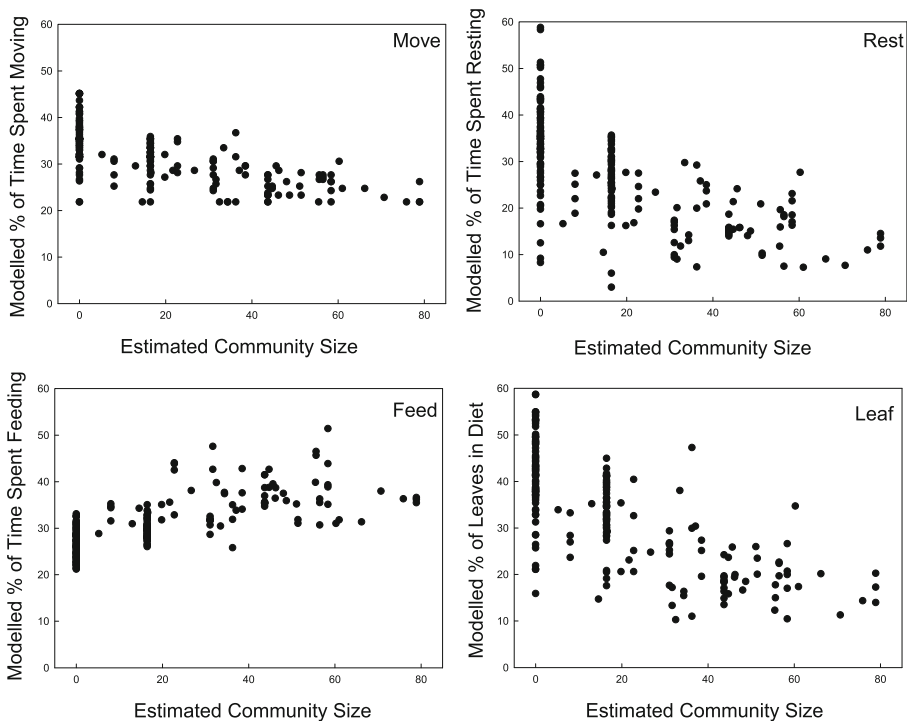 Move
Modelled % of Time Spent Moving
60
50
40
30
20
10
0
0 20 40 60 80
Estimated Community Size
Rest
Modelled % of Time Spent Resting
60
50
40
30
20
10
0
0 20 40 60 80
Estimated Community Size
Feed
Modelled % of Time Spent Feeding
60
50
40
30
20
10
0
0 20 40 60 80
Estimated Community Size
Leaf
Modelled % of Leaves in Diet
60
50
40
30
20
10
0
0 20 40 60 80
Estimated Community Size